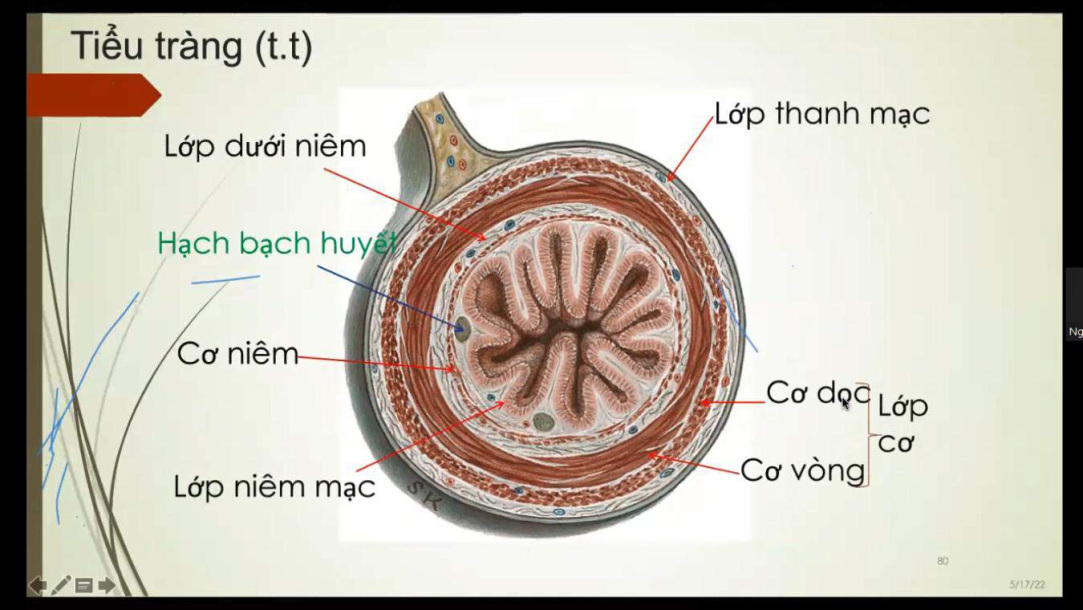 Tiểu tràng (t.t)
Lớp thanh mạc
Lớp dưới niêm
Hạch bạch huyết
Cơ niêm
Cơ dọc
Lớp
cơ
Cơ vòng
Lớp niêm mạc
SK
80
5/17/22
Ng